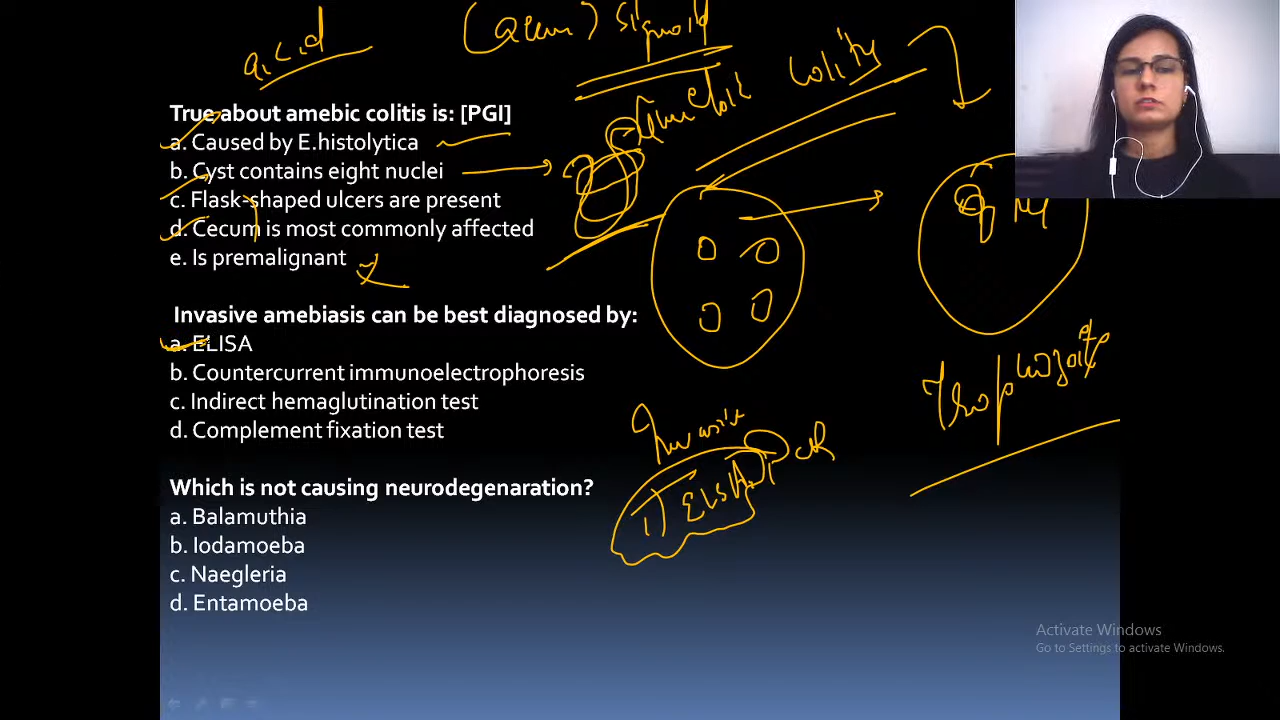 a,c,d
(Cecum) Sigmoid
Amoebic Colitis
True about amebic colitis is: [PGI]
a. Caused by E.histolytica
b. Cyst contains eight nuclei
c. Flask-shaped ulcers are present
d. Cecum is most commonly affected
e. Is premalignant
Invasive amebiasis can be best diagnosed by:
a. ELISA
b. Countercurrent immunoelectrophoresis
c. Indirect hemaglutination test
d. Complement fixation test
Trophozoite
Invasive
ELISA, PCR
Which is not causing neurodegenaration?
a. Balamuthia
b. Iodamoeba
c. Naegleria
d. Entamoeba
Activate Windows
Go to Settings to activate Windows.